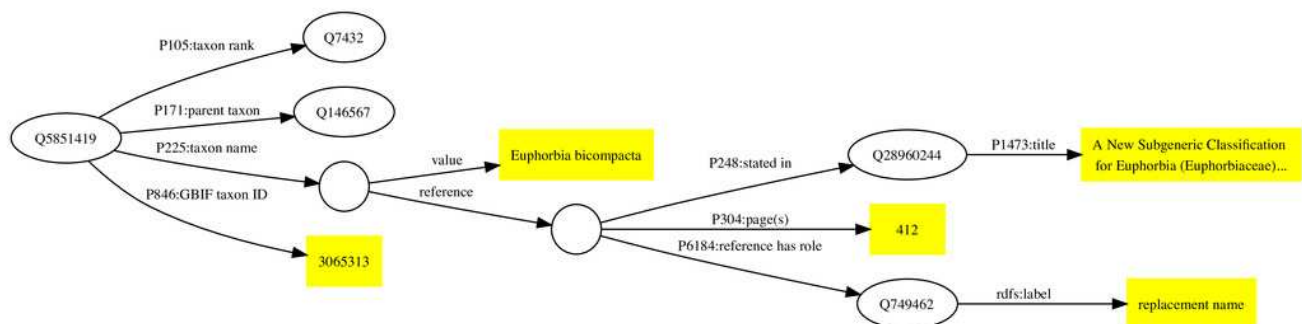 P105:taxon rank
Q7432
P171:parent taxon
Q146567
Q5851419
P225:taxon name
value
Euphorbia bicompacta
P846:GBIF taxon ID
reference
3065313
P248:stated in
Q28960244
P1473:title
A New Subgeneric Classification
for Euphorbia (Euphorbiaceae)...
P304:page(s)
412
P6184:reference has role
Q749462
rdfs:label
replacement name